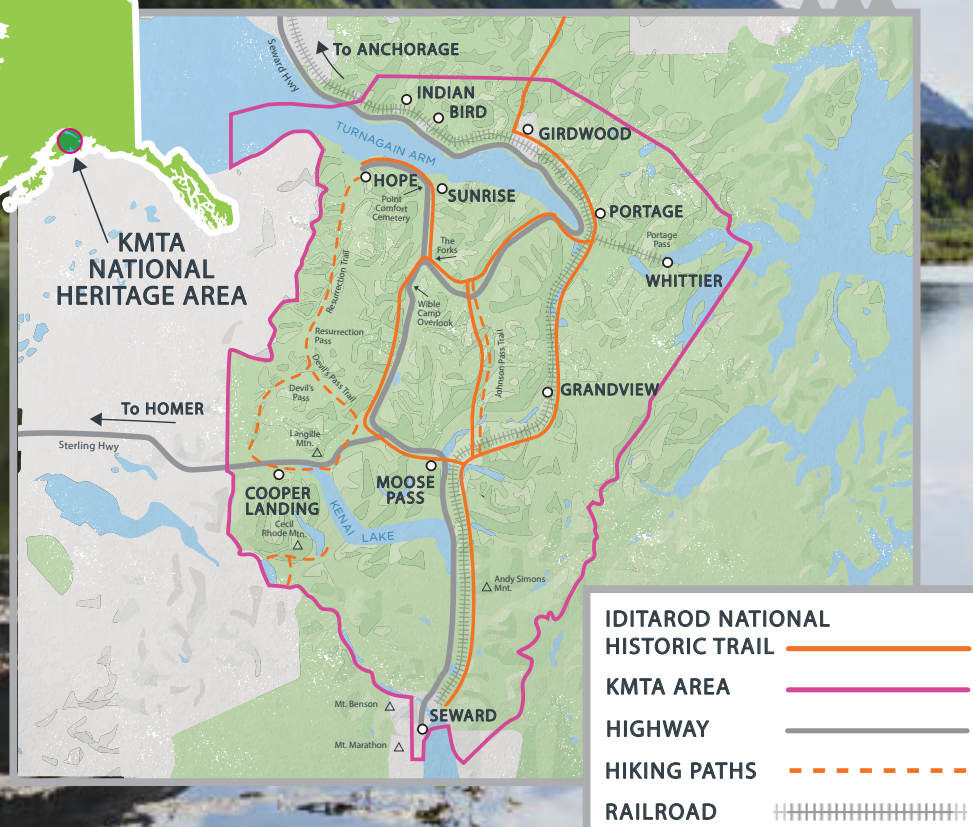 To ANCHORAGE
Seward Hwy
INDIAN
BIRD
GIRDWOOD
TURNAGAIN ARM
HOPE
SUNRISE
Point
Comfort
Cemetery
PORTAGE
Portage
Pass
WHITTIER
KMTA
NATIONAL
HERITAGE AREA
The
Forks
Resurrection Trail
Wible
Camp
Overlook
Resurrection
Pass
Johnson Pass Trail
Devil's Pass Trail
Devil's
Pass
GRANDVIEW
To HOMER
Sterling Hwy
Langille
Mtn.
MOOSE
PASS
COOPER
LANDING
KENAI LAKE
Cecil
Rhode Mtn.
Andy Simons
Mnt.
Mt. Benson
SEWARD
Mt. Marathon
IDITAROD NATIONAL
HISTORIC TRAIL
KMTA AREA
HIGHWAY
HIKING PATHS
RAILROAD